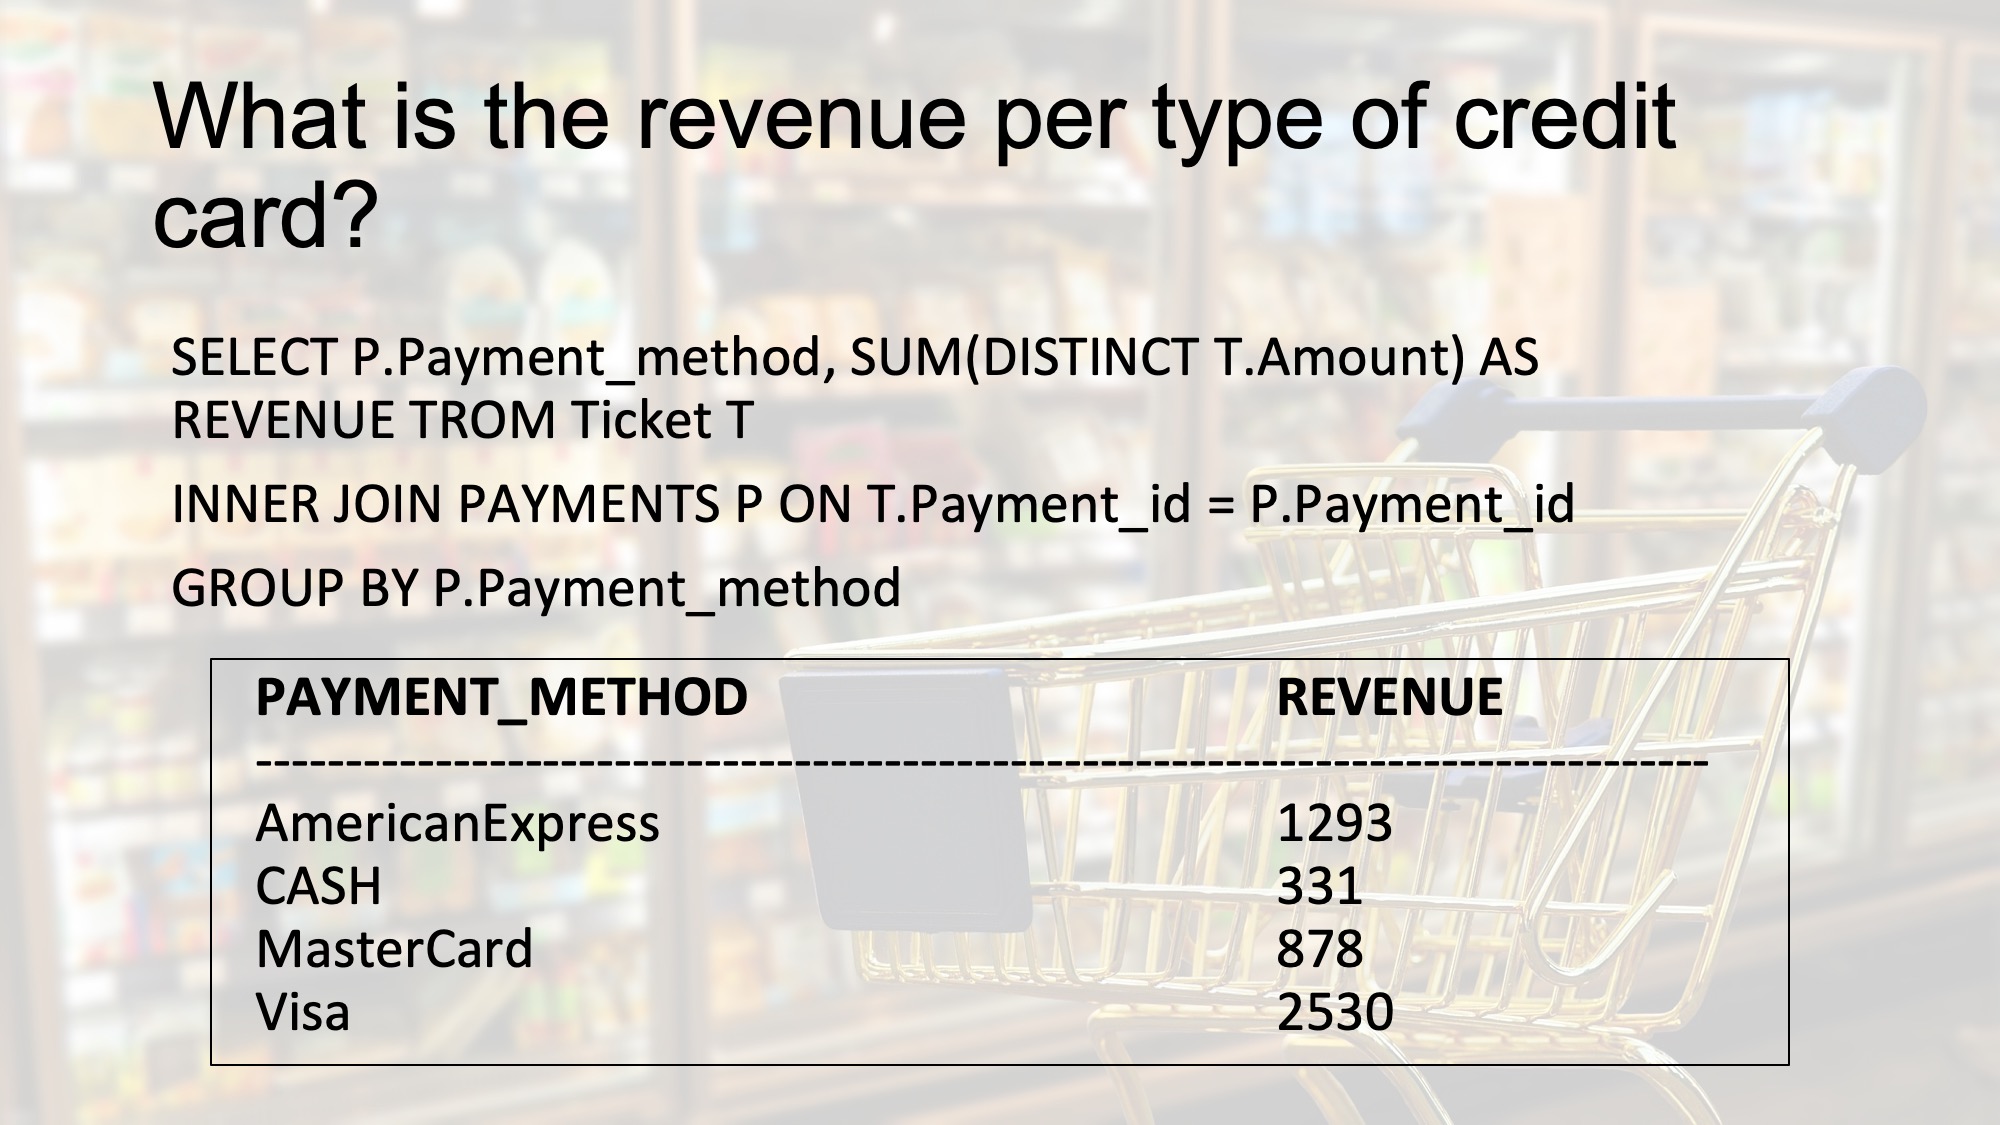 What is the revenue per type of credit
card?
SELECT P.Payment_method, SUM(DISTINCT T.Amount) AS
REVENUE TROM Ticket T
INNER JOIN PAYMENTS P ON T.Payment_id = P.Payment_id
GROUP BY P.Payment_method
PAYMENT_METHOD REVENUE
---------------------------------------------------------------------------------
AmericanExpress 1293
CASH 331
MasterCard 878
Visa 2530